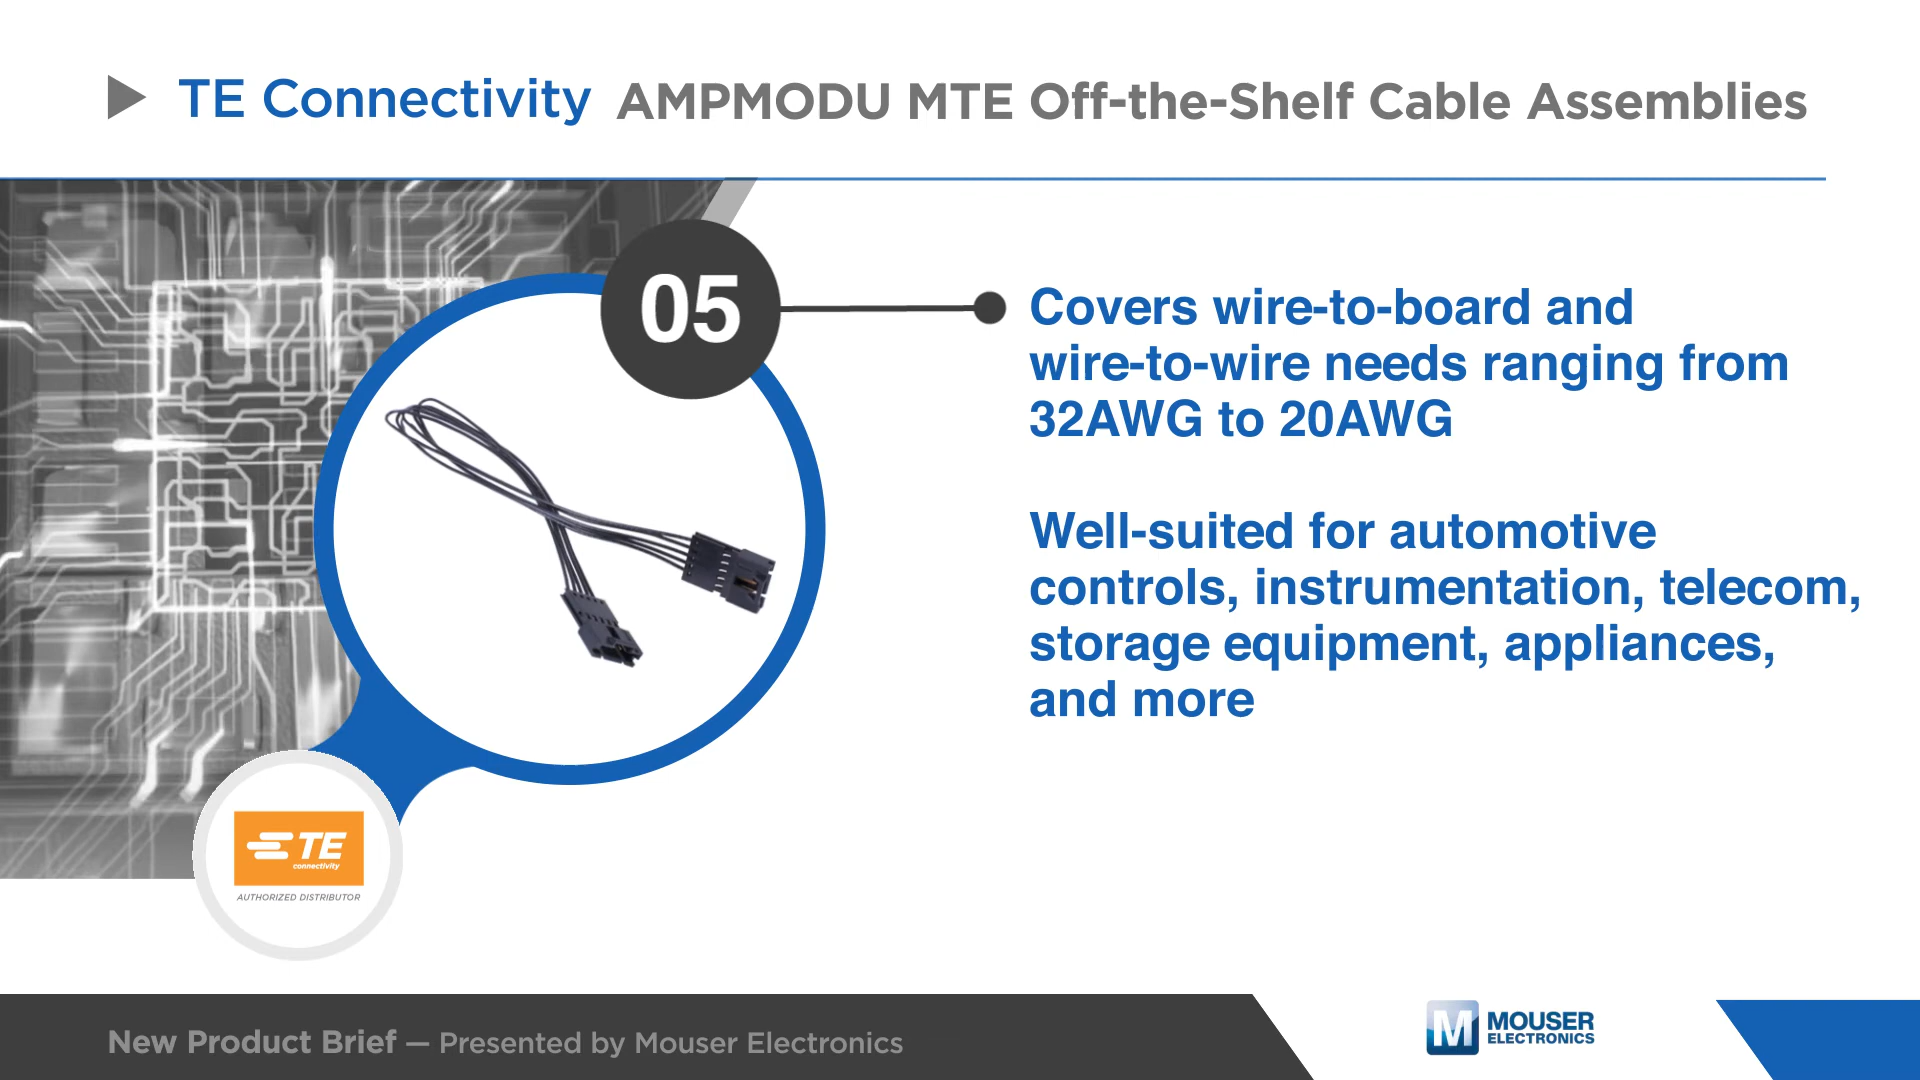 TE Connectivity AMPMODU MTE Off-the-Shelf Cable Assemblies
05
Covers wire-to-board and
wire-to-wire needs ranging from
32AWG to 20AWG
Well-suited for automotive
controls, instrumentation, telecom,
storage equipment, appliances,
and more
TE
connectivity
AUTHORIZED DISTRIBUTOR
New Product Brief — Presented by Mouser Electronics
M
MOUSER
ELECTRONICS